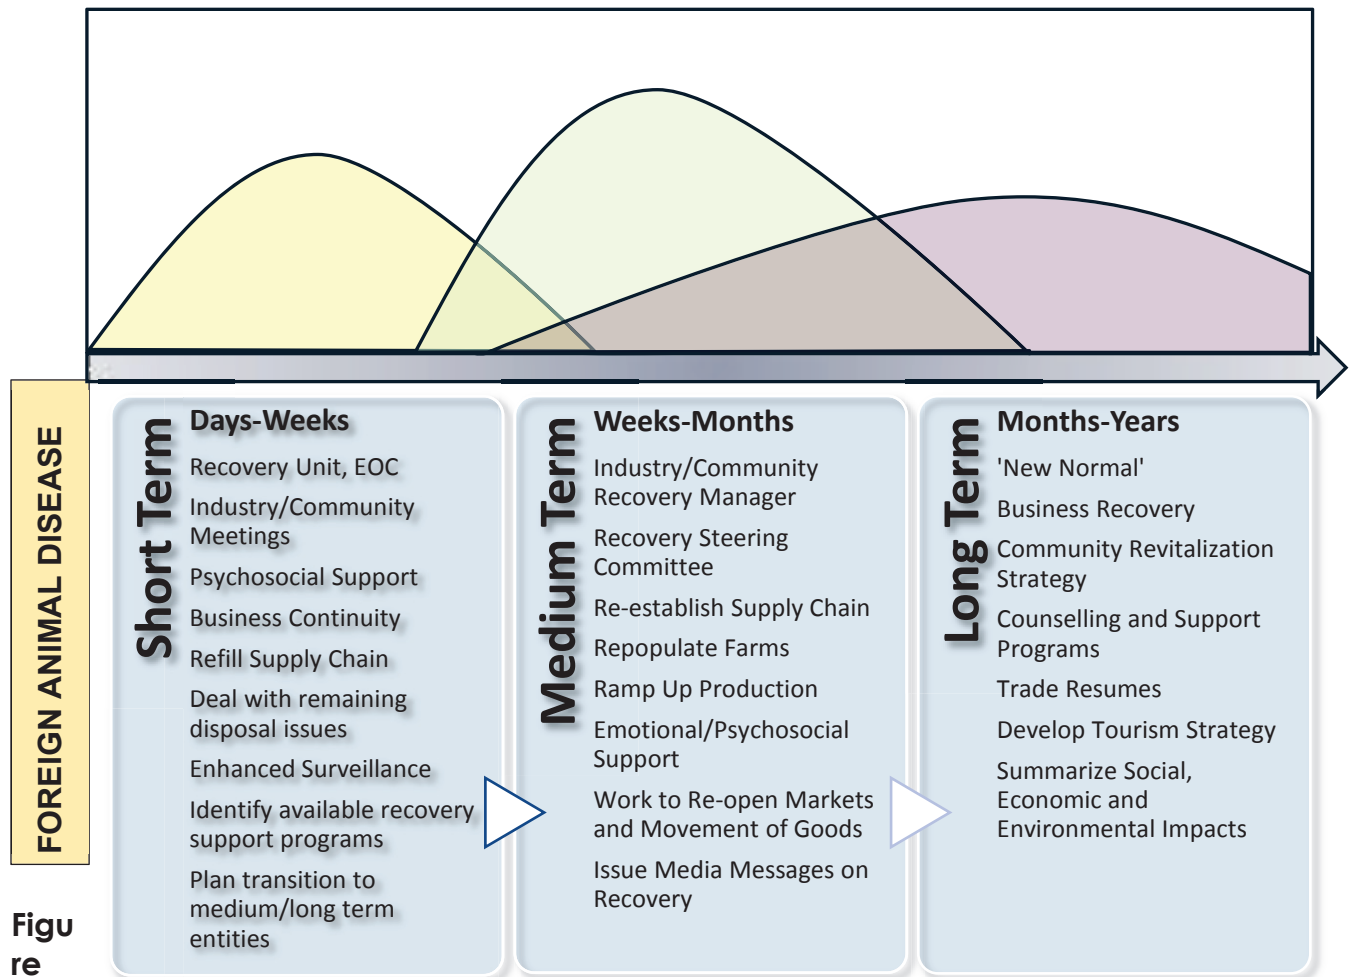 FOREIGN ANIMAL DISEASE
Short Term
Days-Weeks
Recovery Unit, EOC
Industry/Community
Meetings
Psychosocial Support
Business Continuity
Refill Supply Chain
Deal with remaining
disposal issues
Enhanced Surveillance
Identify available recovery
support programs
Plan transition to
medium/long term
entities
Medium Term
Weeks-Months
Industry/Community
Recovery Manager
Recovery Steering
Committee
Re-establish Supply Chain
Repopulate Farms
Ramp Up Production
Emotional/Psychosocial
Support
Work to Re-open Markets
and Movement of Goods
Issue Media Messages on
Recovery
Long Term
Months-Years
'New Normal'
Business Recovery
Community Revitalization
Strategy
Counselling and Support
Programs
Trade Resumes
Develop Tourism Strategy
Summarize Social,
Economic and
Environmental Impacts
Figu
re